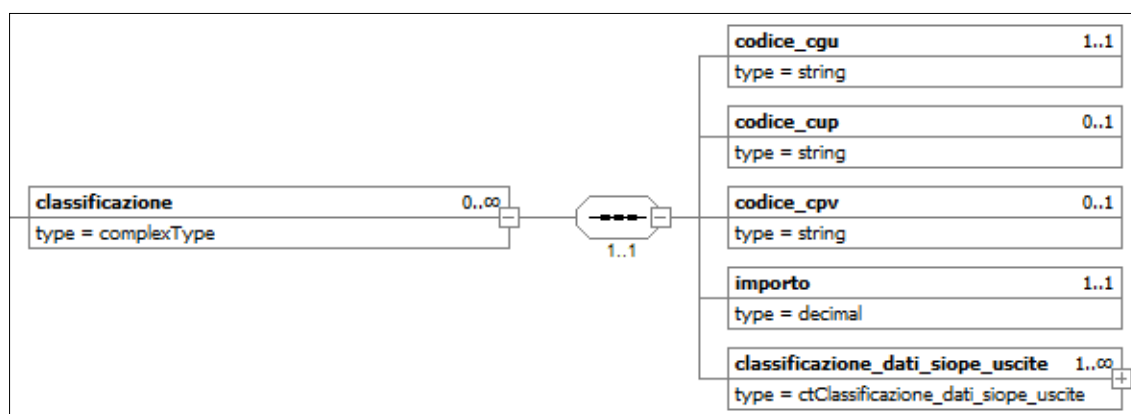 codice_cgu 1..1
type = string
codice_cup 0..1
type = string
classificazione 0..∞
type = complexType
1..1
codice_cpv 0..1
type = string
importo 1..1
type = decimal
classificazione_dati_siope_uscite 1..∞
type = ctClassificazione_dati_siope_uscite